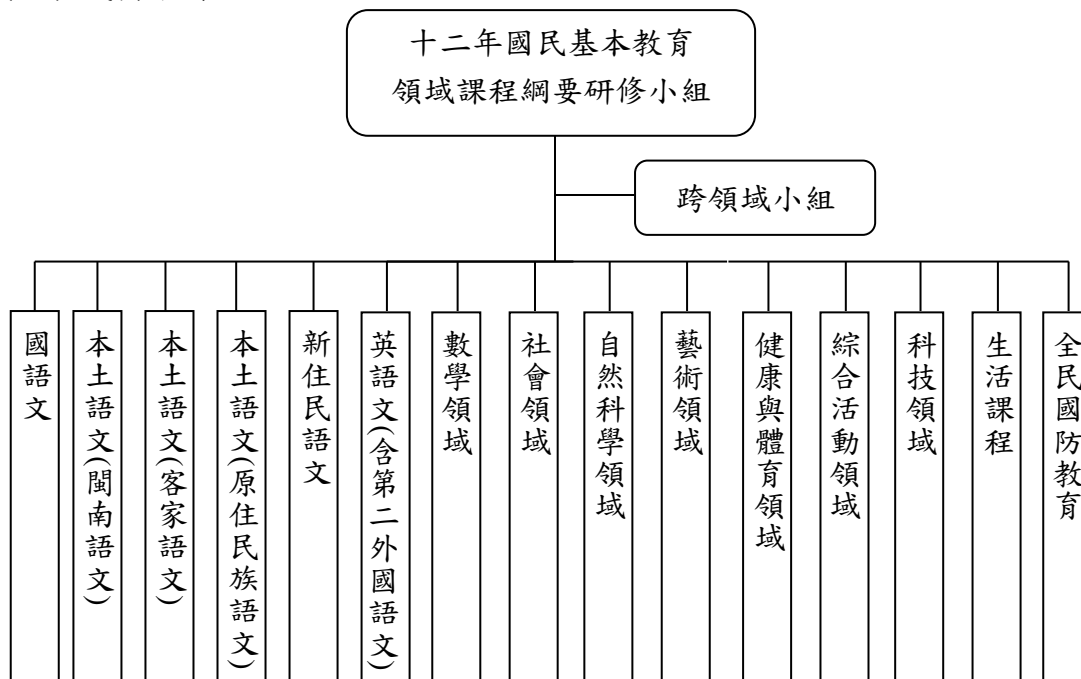 十二年國民基本教育
領域課程綱要研修小組
跨領域小組
國語文
本土語文(閩南語文)
本土語文(客家語文)
本土語文(原住民族語文)
新住民語文
英語文(含第二外國語文)
數學領域
社會領域
自然科學領域
藝術領域
健康與體育領域
綜合活動領域
科技領域
生活課程
全民國防教育